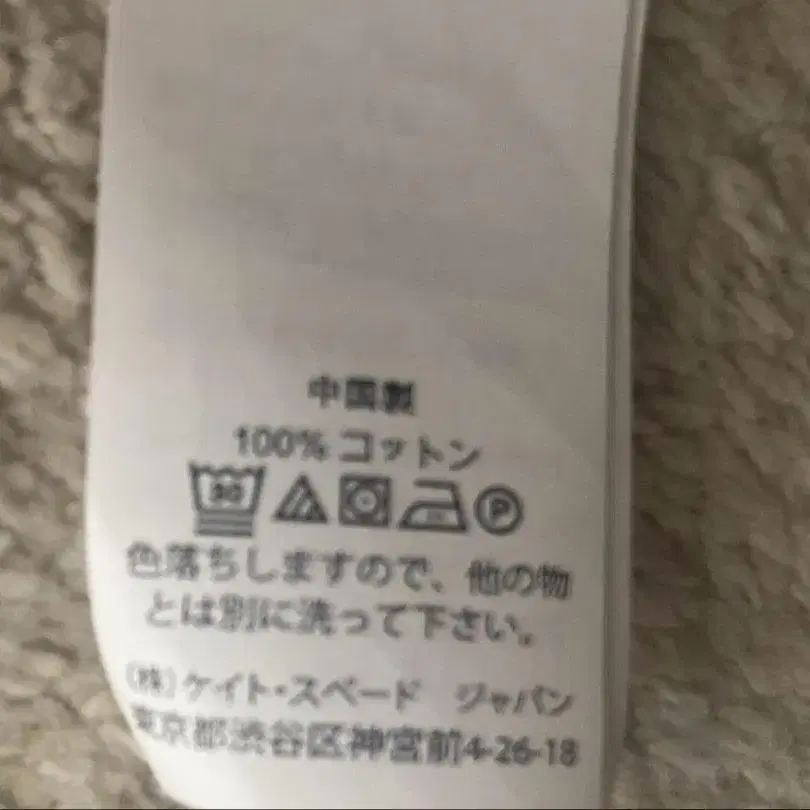 中国製
100% コットン
30 P
色落ちしますので、他の物
とは別に洗って下さい。
(株)ケイト・スペード ジャパン
東京都渋谷区神宮前4-26-18